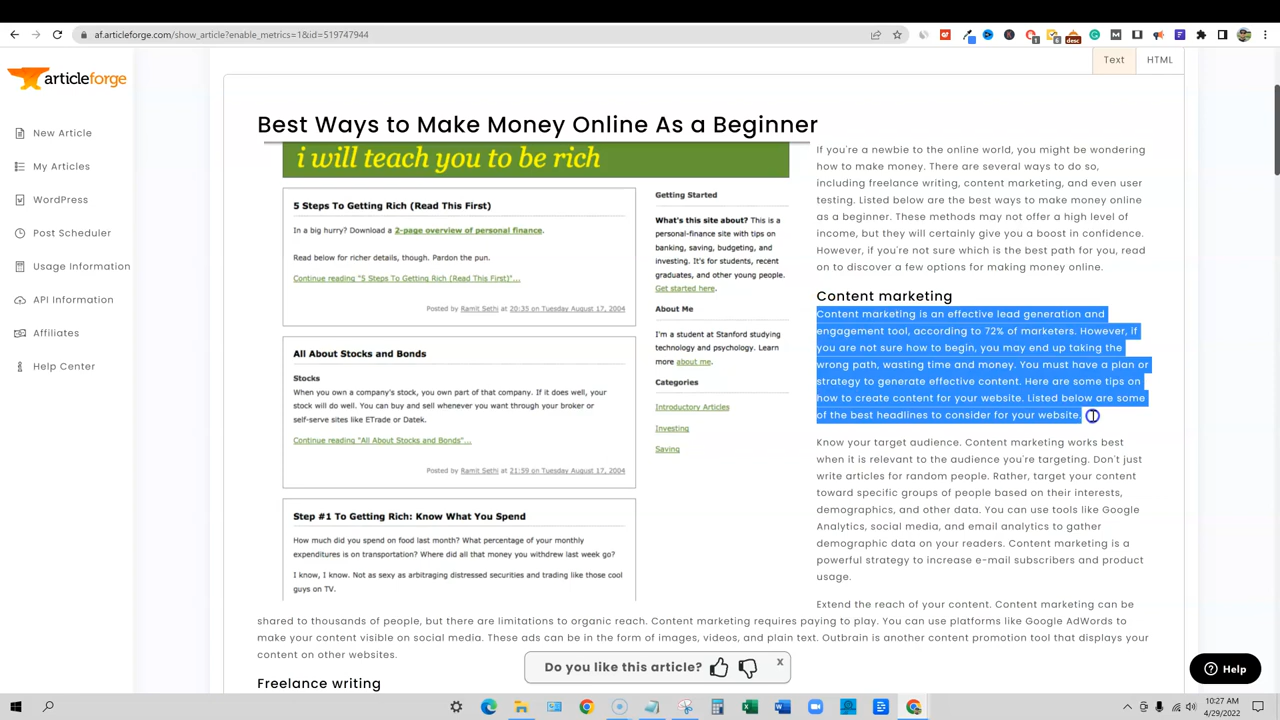 af.articleforge.com/show_article?enable_metrics=1&id=519747944
articleforge
Text
HTML
New Article
My Articles
WordPress
Post Scheduler
Usage Information
API Information
Affiliates
Help Center
Best Ways to Make Money Online As a Beginner
i will teach you to be rich
5 Steps To Getting Rich (Read This First)
In a big hurry? Download a 2-page overview of personal finance.
Read below for richer details, though. Pardon the pun.
Continue reading "5 Steps To Getting Rich (Read This First)"...
Posted by Ramit Sethi at 20:35 on Tuesday August 17, 2004
All About Stocks and Bonds
Stocks
When you own a company's stock, you own part of that company. If it does well, your
stock will do well. You can buy and sell whenever you want through your broker or
self-serve sites like ETrade or Datek.
Continue reading "All About Stocks and Bonds"...
Posted by Ramit Sethi at 21:59 on Tuesday August 17, 2004
Step #1 To Getting Rich: Know What You Spend
How much did you spend on food last month? What percentage of your monthly
expenditures is on transportation? Where did all that money you withdrew last week go?
I know, I know. Not as sexy as arbitraging distressed securities and trading like those cool
guys on TV.
Getting Started
What's this site about? This is a
personal-finance site with tips on
banking, saving, budgeting, and
investing. It's for students, recent
graduates, and other young people.
Get started here.
About Me
I'm a student at Stanford studying
technology and psychology. Learn
more about me.
Categories
Introductory Articles
Investing
Saving
If you're a newbie to the online world, you might be wondering
how to make money. There are several ways to do so,
including freelance writing, content marketing, and even user
testing. Listed below are the best ways to make money online
as a beginner. These methods may not offer a high level of
income, but they will certainly give you a boost in confidence.
However, if you're not sure which is the best path for you, read
on to discover a few options for making money online.
Content marketing
Content marketing is an effective lead generation and
engagement tool, according to 72% of marketers. However, if
you are not sure how to begin, you may end up taking the
wrong path, wasting time and money. You must have a plan or
strategy to generate effective content. Here are some tips on
how to create content for your website. Listed below are some
of the best headlines to consider for your website.
Know your target audience. Content marketing works best
when it is relevant to the audience you're targeting. Don't just
write articles for random people. Rather, target your content
toward specific groups of people based on their interests,
demographics, and other data. You can use tools like Google
Analytics, social media, and email analytics to gather
demographic data on your readers. Content marketing is a
powerful strategy to increase e-mail subscribers and product
usage.
Extend the reach of your content. Content marketing can be
shared to thousands of people, but there are limitations to organic reach. Content marketing requires paying to play. You can use platforms like Google AdWords to
make your content visible on social media. These ads can be in the form of images, videos, and plain text. Outbrain is another content promotion tool that displays your
content on other websites.
Freelance writing
Do you like this article?
x
Help
10:27 AM
4/29/2022